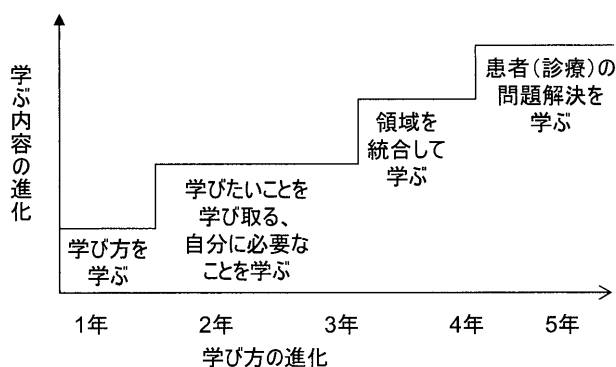 学ぶ内容の進化
患者（診療）の
問題解決を
学ぶ
領域を
統合して
学ぶ
学びたいことを
学び取る、
自分に必要な
ことを学ぶ
学び方を
学ぶ
1年 2年 3年 4年 5年
学び方の進化